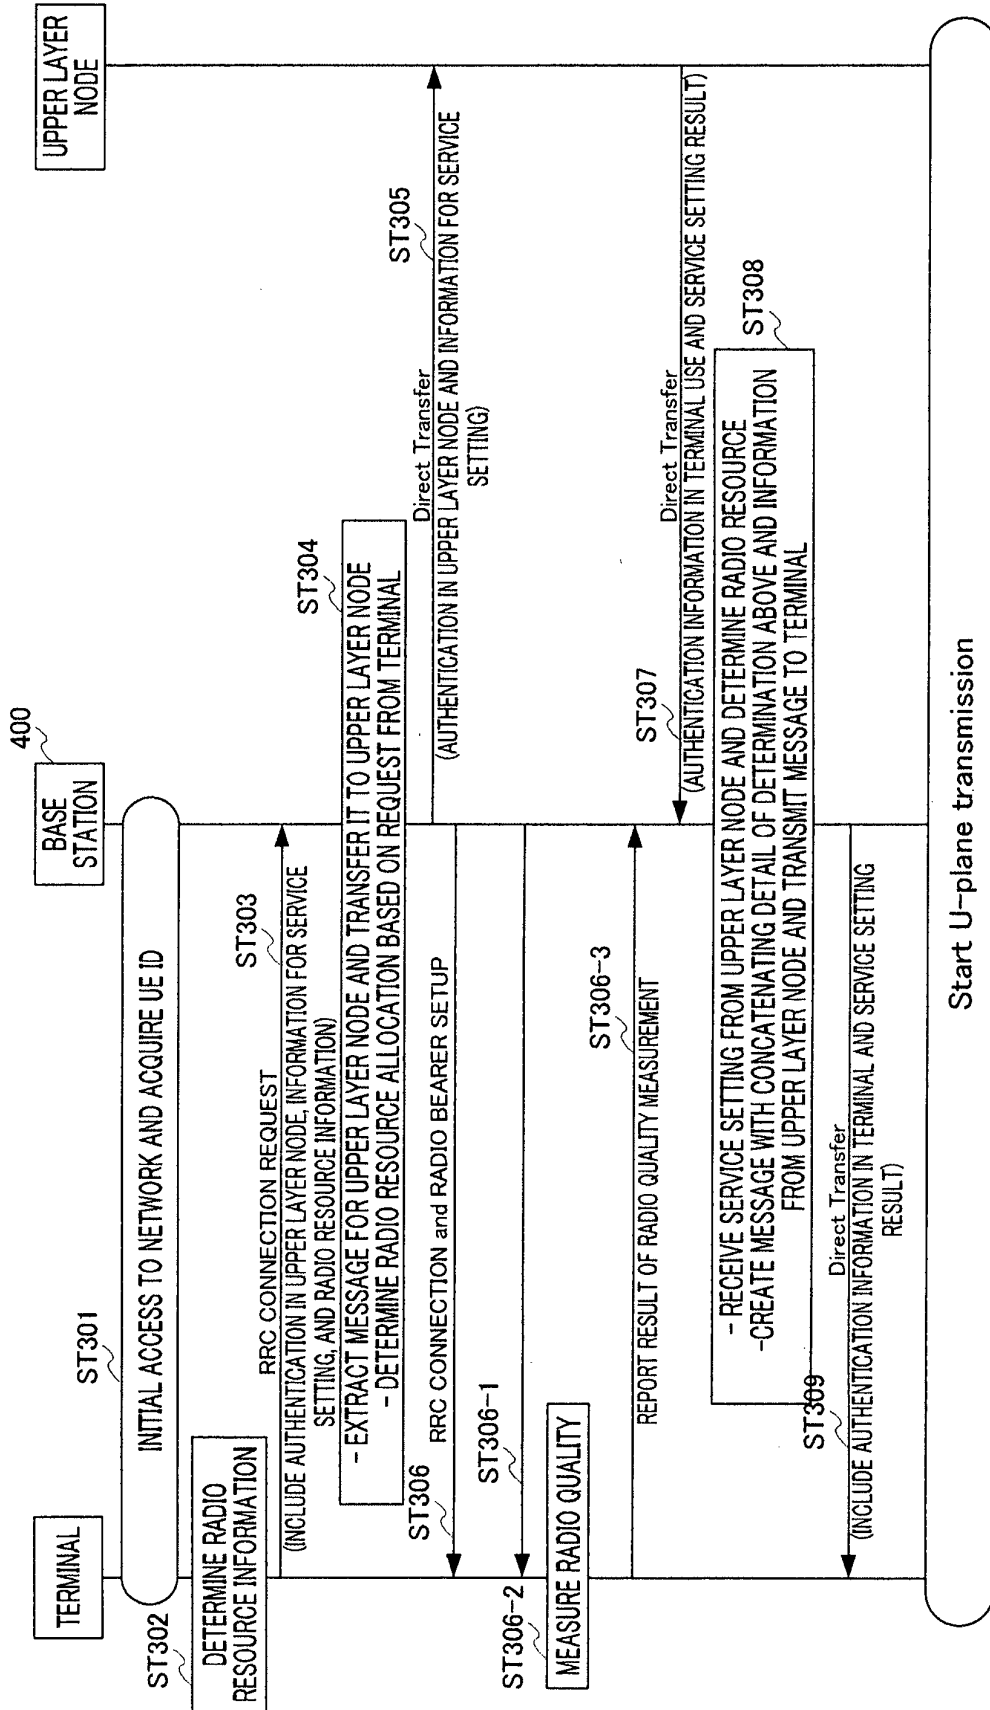 TERMINAL
400
BASE
STATION
UPPER LAYER
NODE
ST301
INITIAL ACCESS TO NETWORK AND ACQUIRE UE ID
ST302
DETERMINE RADIO
RESOURCE INFORMATION
ST303
RRC CONNECTION REQUEST
(INCLUDE AUTHENTICATION IN UPPER LAYER NODE, INFORMATION FOR SERVICE
SETTING, AND RADIO RESOURCE INFORMATION)
ST304
- EXTRACT MESSAGE FOR UPPER LAYER NODE AND TRANSFER IT TO UPPER LAYER NODE
- DETERMINE RADIO RESOURCE ALLOCATION BASED ON REQUEST FROM TERMINAL
ST305
Direct Transfer
(AUTHENTICATION IN UPPER LAYER NODE AND INFORMATION FOR SERVICE
SETTING)
ST306
RRC CONNECTION and RADIO BEARER SETUP
ST306-1
ST306-2
MEASURE RADIO QUALITY
ST306-3
REPORT RESULT OF RADIO QUALITY MEASUREMENT
ST307
Direct Transfer
(AUTHENTICATION INFORMATION IN TERMINAL USE AND SERVICE SETTING RESULT)
ST308
- RECEIVE SERVICE SETTING FROM UPPER LAYER NODE AND DETERMINE RADIO RESOURCE
-CREATE MESSAGE WITH CONCATENATING DETAIL OF DETERMINATION ABOVE AND INFORMATION
FROM UPPER LAYER NODE AND TRANSMIT MESSAGE TO TERMINAL
ST309
Direct Transfer
(INCLUDE AUTHENTICATION INFORMATION IN TERMINAL AND SERVICE SETTING
RESULT)
Start U-plane transmission